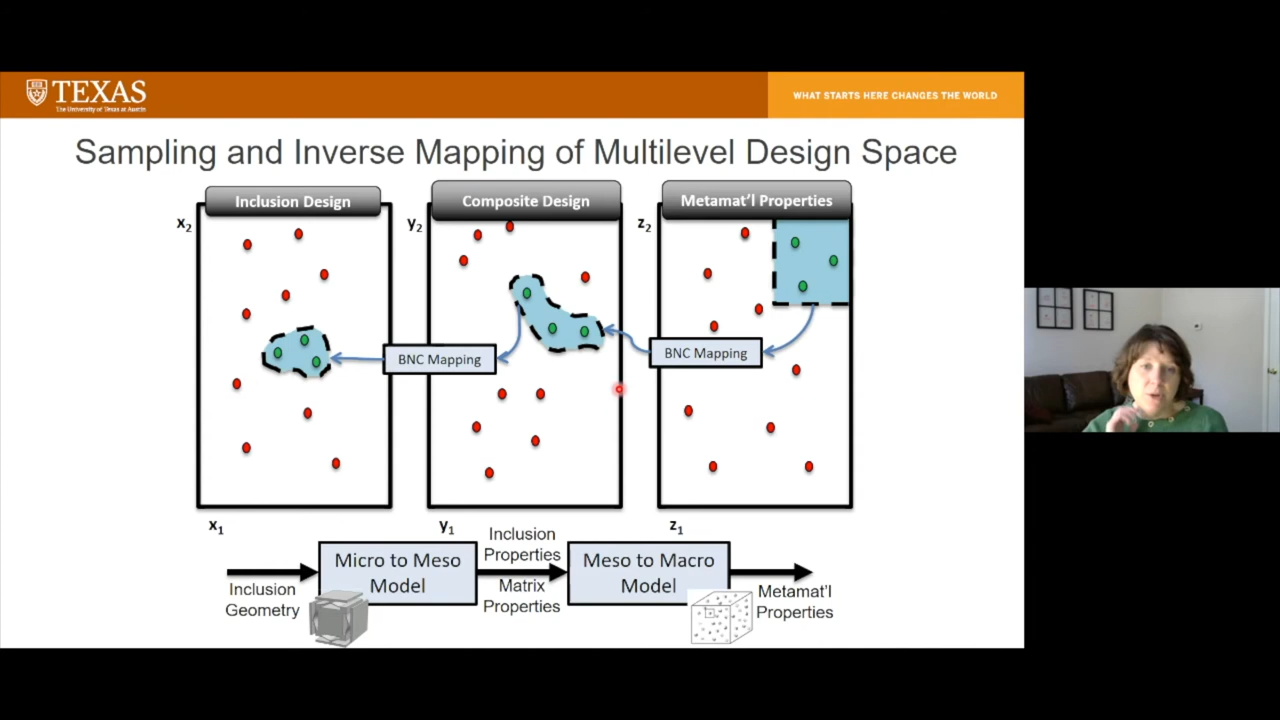 TEXAS
The University of Texas at Austin
WHAT STARTS HERE CHANGES THE WORLD
Sampling and Inverse Mapping of Multilevel Design Space
Inclusion Design
Composite Design
Metamat'l Properties
x2
y2
z2
BNC Mapping
BNC Mapping
x1
y1
z1
Inclusion
Properties
Matrix
Properties
Micro to Meso
Model
Meso to Macro
Model
Inclusion
Geometry
Metamat'l
Properties